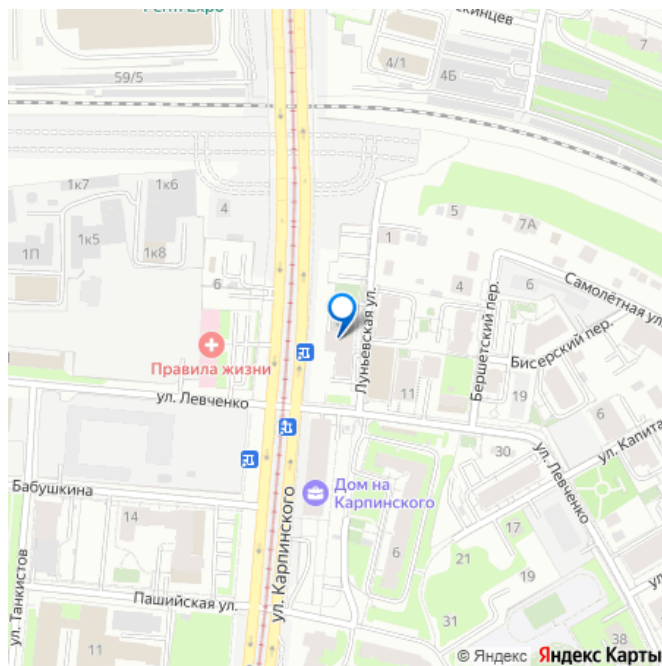 Perm Expo
59/5
4/1
4Б
7
1к7
1к6
4
1к5
1П
1к8
6
1
5
7А
4
6
Самолётная ул.
Луньевская ул.
Бершетский пер.
Бисерский пер.
Правила жизни
ул. Левченко
11
19
6
30
ул. Капита
ул. Левченко
Бабушкина
14
Дом на
Карпинского
6
17
21
19
31
38
ул. Карпинского
Пашийская ул.
ул. Танкистов
11
© Яндекс Яндекс Карты